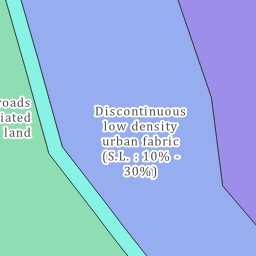 roads
iated
land
Discontinuous
low density
urban fabric
(S.L. : 10% -
30%)